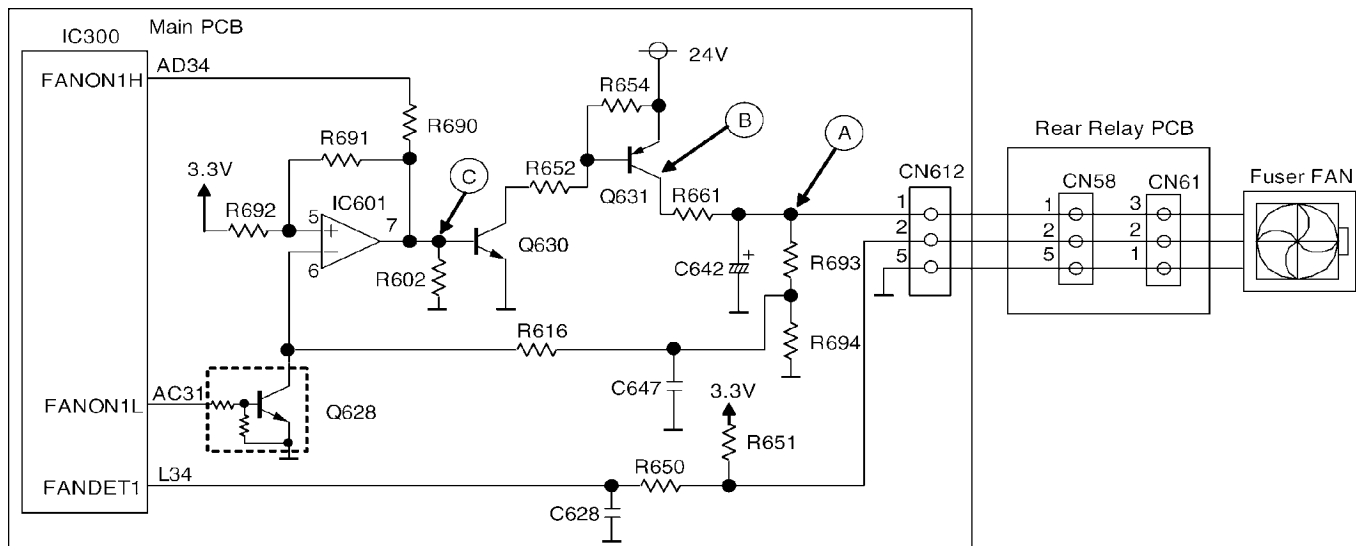 Main PCB
IC300
FANON1H
AD34
24V
R654
R690
R691
B
A
Rear Relay PCB
3.3V
R652
C
CN612
CN58
CN61
Fuser FAN
IC601
Q631
R661
R692
5
+
7
1
1
3
2
2
2
−
6
Q630
R602
C642
+
R693
5
5
1
R616
R694
FANON1L
AC31
Q628
C647
3.3V
R651
FANDET1
L34
R650
C628